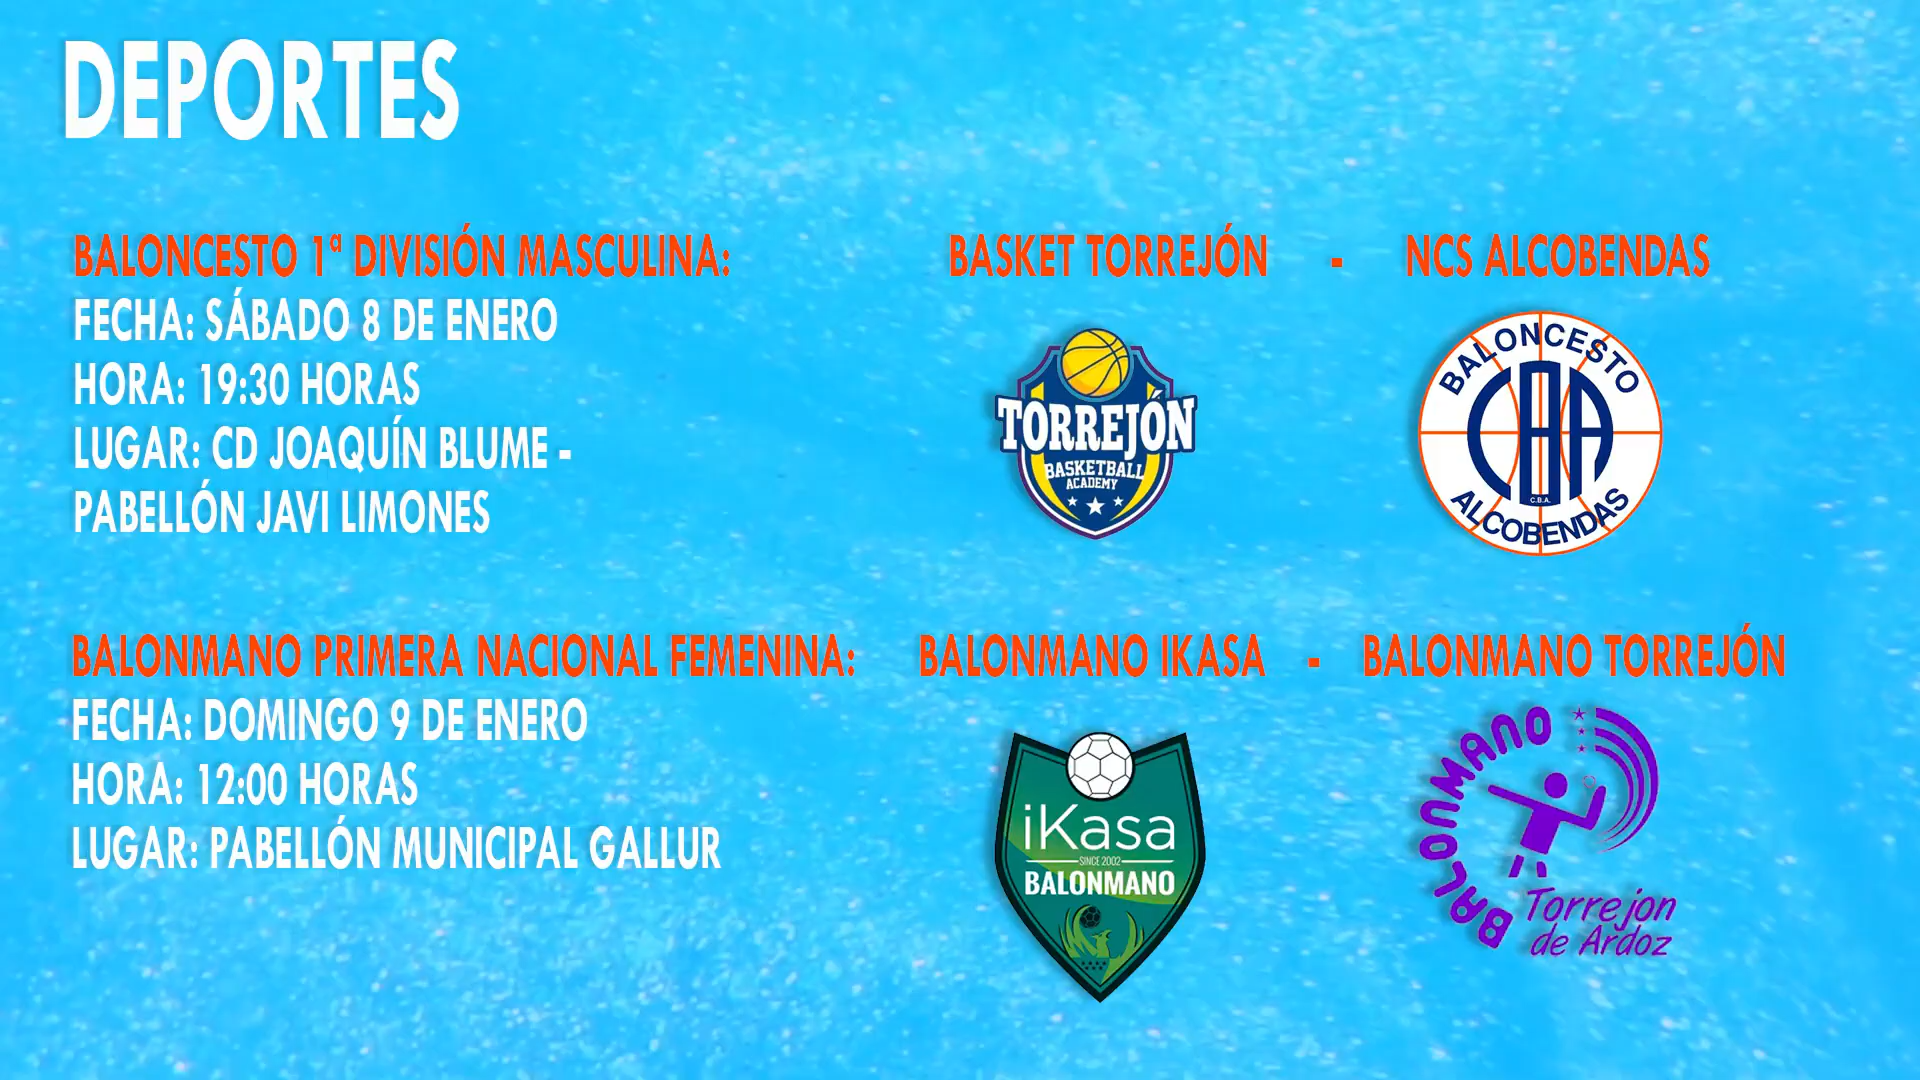 DEPORTES
BALONCESTO 1ª DIVISIÓN MASCULINA:
FECHA: SÁBADO 8 DE ENERO
HORA: 19:30 HORAS
LUGAR: CD JOAQUÍN BLUME -
PABELLÓN JAVI LIMONES
BASKET TORREJÓN - NCS ALCOBENDAS
TORREJÓN
BASKETBALL
ACADEMY
BALONCESTO
CBA
C.B.A.
ALCOBENDAS
BALONMANO PRIMERA NACIONAL FEMENINA:
FECHA: DOMINGO 9 DE ENERO
HORA: 12:00 HORAS
LUGAR: PABELLÓN MUNICIPAL GALLUR
BALONMANO IKASA - BALONMANO TORREJÓN
iKasa
SINCE 2002
BALONMANO
BALONMANO
Torrejon
de Ardoz